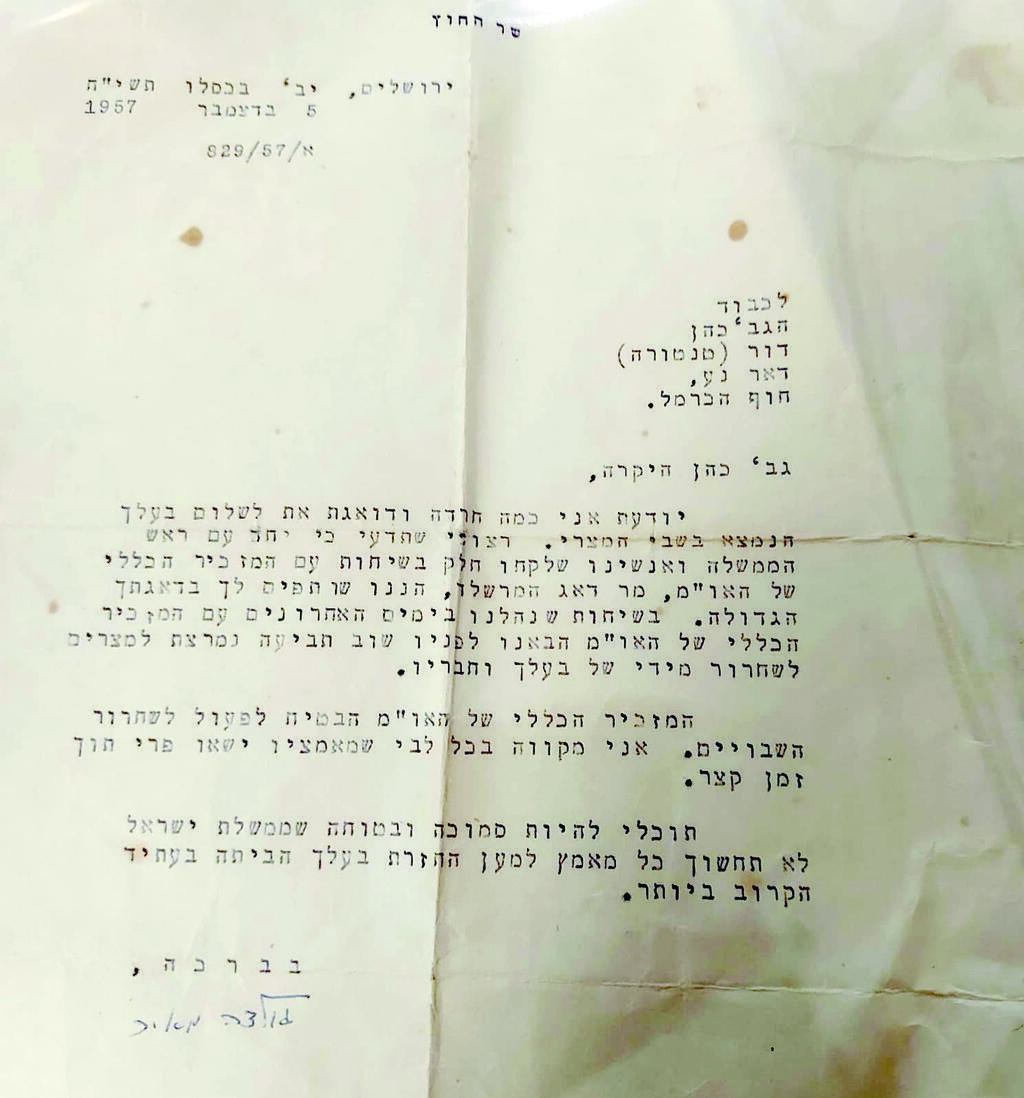 שר החוץ
ירושלים, יב' בכסלו תשי"ח
5 בדצמבר 1957
א/829/57
לכבוד
הגב' כהן
דור (טנטורה)
דאר נע,
חוף הכרמל.
גב' כהן היקרה,
יודעת אני כמה חרדה ודואגת את לשלום בעלך
הנמצא בשבי המצרי. רצוני שתדעי כי יחד עם ראש
הממשלה ואנשינו שלקחו חלק בשיחות עם המזכיר הכללי
של האו"מ, מר דאג המרשלד, הננו שותפים לך בדאגתך
הגדולה. בשיחות שנהלנו בימים האחרונים עם המזכיר
הכללי של האו"מ הבאנו לפניו שוב תביעה נמרצת למצרים
לשחרור מידי של בעלך וחבריו.
המזכיר הכללי של האו"מ הבטיח לפעול לשחרור
השבויים. אני מקווה בכל לבי שמאמציו ישאו פרי תוך
זמן קצר.
תוכלי להיות סמוכה ובטוחה שממשלת ישראל
לא תחשוך כל מאמץ למען החזרת בעלך הביתה בעתיד
הקרוב ביותר.
ב ב ר כ ה ,
גולדה מאיר